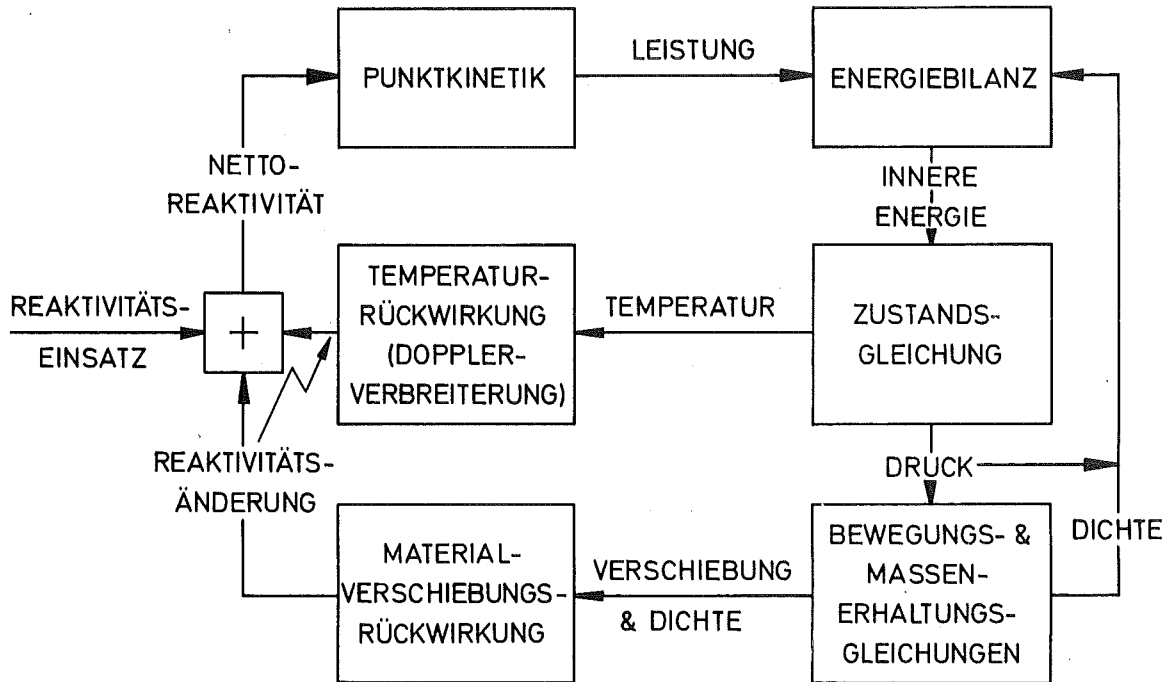 PUNKTKINETIK
LEISTUNG
ENERGIEBILANZ
NETTO-
REAKTIVITÄT
INNERE
ENERGIE
REAKTIVITÄTS-
EINSATZ
+
TEMPERATUR-
RÜCKWIRKUNG
(DOPPLER-
VERBREITERUNG)
TEMPERATUR
ZUSTANDS-
GLEICHUNG
REAKTIVITÄTS-
ÄNDERUNG
DRUCK
MATERIAL-
VERSCHIEBUNGS-
RÜCKWIRKUNG
VERSCHIEBUNG
& DICHTE
BEWEGUNGS- &
MASSEN-
ERHALTUNGS-
GLEICHUNGEN
DICHTE